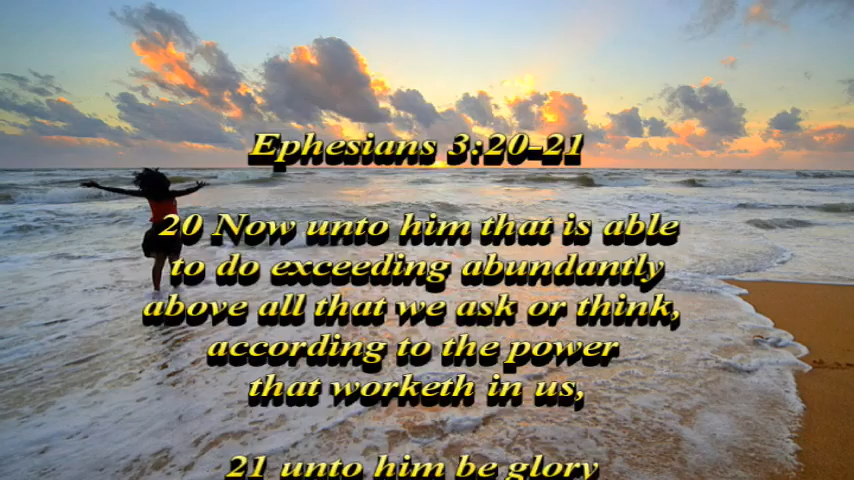 Ephesians 3:20-21
20 Now unto him that is able
to do exceeding abundantly
above all that we ask or think,
according to the power
that worketh in us,
21 unto him be glory